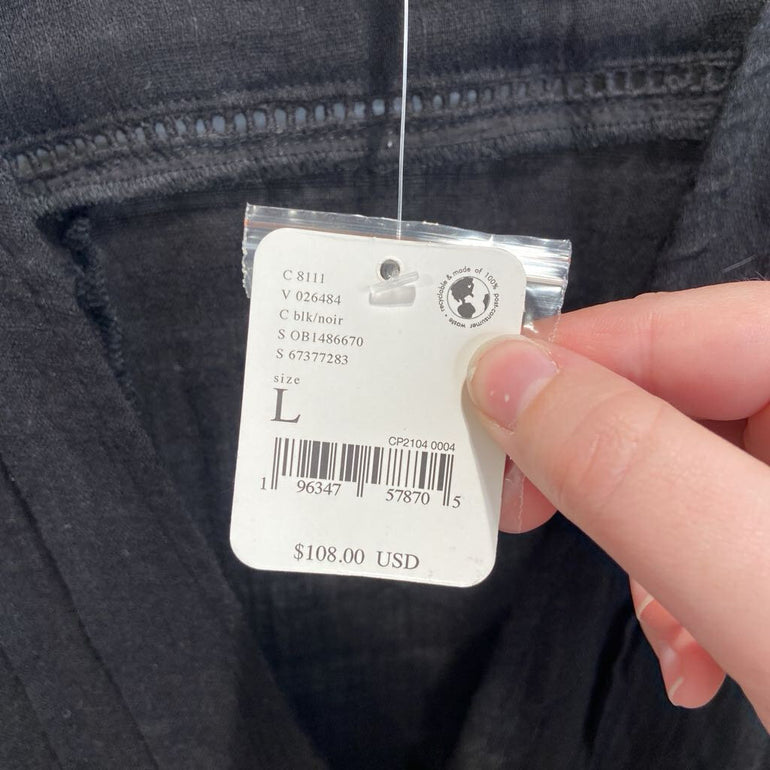 C 8111
V 026484
C blk/noir
S OB1486670
S 67377283
size
L
recyclable & made of 100% post-consumer waste •
CP2104 0004
1 96347 57870 5
$108.00 USD